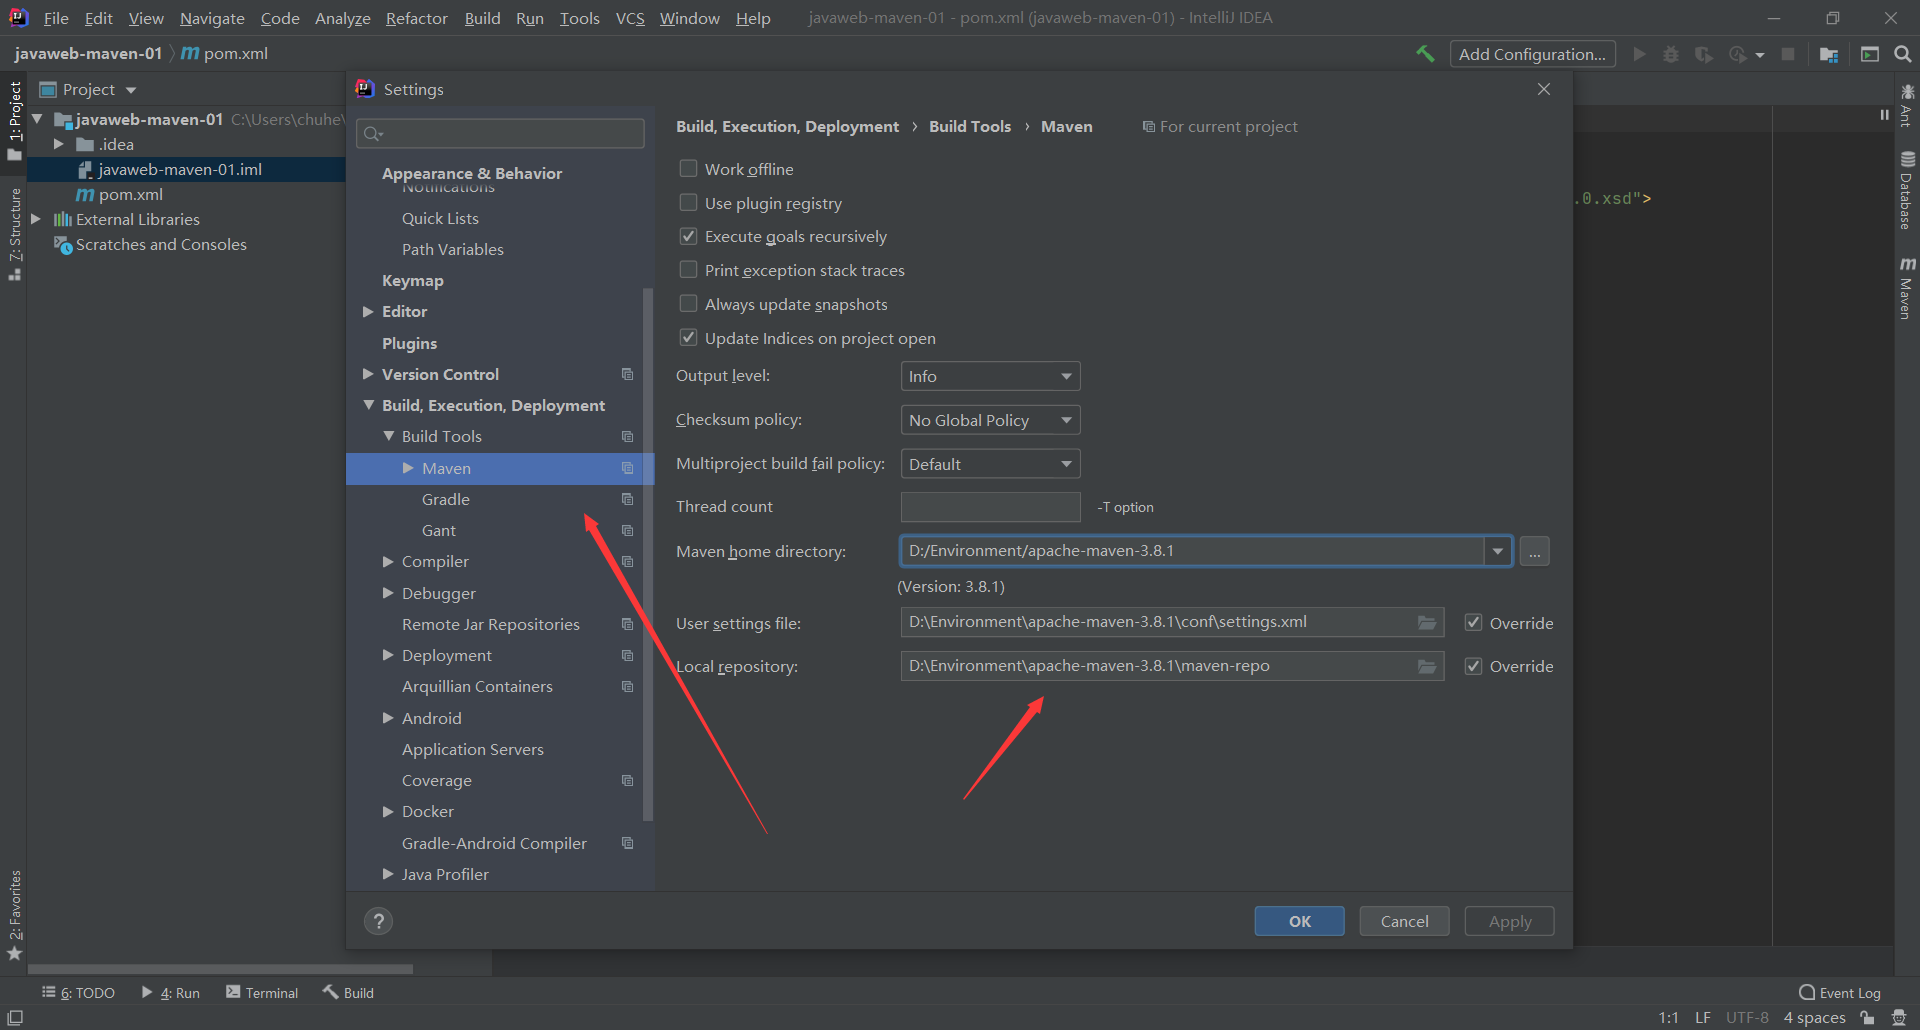 File Edit View Navigate Code Analyze Refactor Build Run Tools VCS Window Help javaweb-maven-01 - pom.xml (javaweb-maven-01) - IntelliJ IDEA
javaweb-maven-01 pom.xml
Add Configuration...
1: Project
7: Structure
2: Favorites
Project
javaweb-maven-01 C:\Users\chuhe\
.idea
javaweb-maven-01.iml
pom.xml
External Libraries
Scratches and Consoles
Settings
Appearance & Behavior
Notifications
Quick Lists
Path Variables
Keymap
Editor
Plugins
Version Control
Build, Execution, Deployment
Build Tools
Maven
Gradle
Gant
Compiler
Debugger
Remote Jar Repositories
Deployment
Arquillian Containers
Android
Application Servers
Coverage
Docker
Gradle-Android Compiler
Java Profiler
Build, Execution, Deployment › Build Tools › Maven For current project
Work offline
Use plugin registry
Execute goals recursively
Print exception stack traces
Always update snapshots
Update Indices on project open
Output level: Info
Checksum policy: No Global Policy
Multiproject build fail policy: Default
Thread count -T option
Maven home directory: D:/Environment/apache-maven-3.8.1 ...
(Version: 3.8.1)
User settings file: D:\Environment\apache-maven-3.8.1\conf\settings.xml Override
Local repository: D:\Environment\apache-maven-3.8.1\maven-repo Override
? OK Cancel Apply
.0.xsd">
Ant
Database
Maven
6: TODO 4: Run Terminal Build Event Log
1:1 LF UTF-8 4 spaces